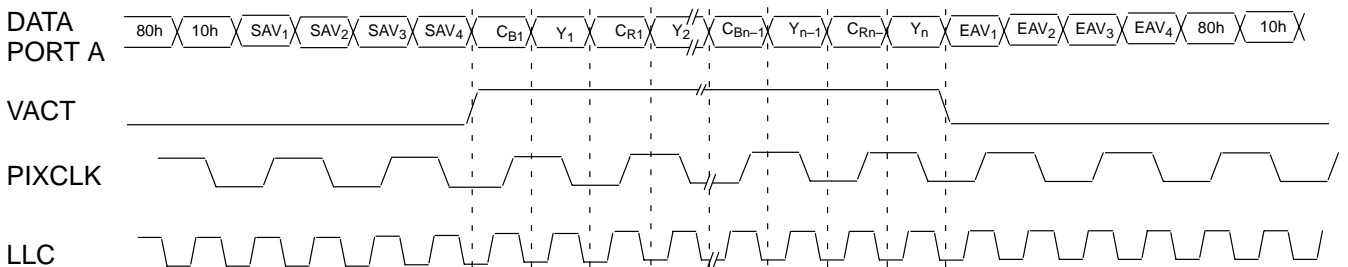 DATA PORT A
80h 10h SAV1 SAV2 SAV3 SAV4 CB1 Y1 CR1 Y2 CBn–1 Yn–1 CRn– Yn EAV1 EAV2 EAV3 EAV4 80h 10h
VACT
PIXCLK
LLC